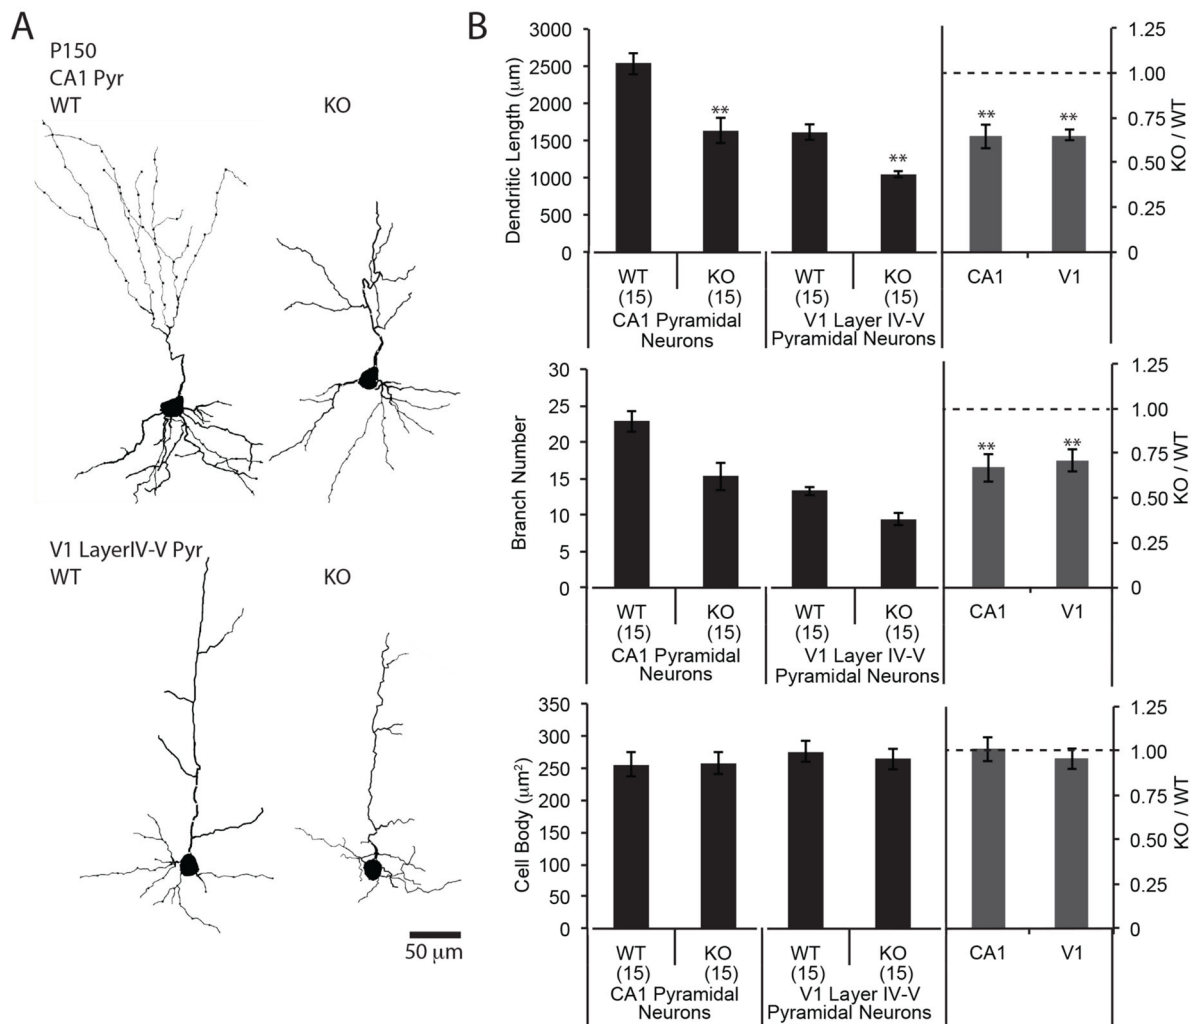 A
P150
CA1 Pyr
WT KO
V1 LayerIV-V Pyr
WT KO
50 μm
B
Dendritic Length (μm)
3000
2500
2000
1500
1000
500
0
** ** ** **
1.25
1.00
0.75
0.50
0.25
0
KO / WT
WT KO WT KO CA1 V1
(15) (15) (15) (15)
CA1 Pyramidal V1 Layer IV-V
Neurons Pyramidal Neurons
Branch Number
30
25
20
15
10
5
0
** **
1.25
1.00
0.75
0.50
0.25
0
KO / WT
WT KO WT KO CA1 V1
(15) (15) (15) (15)
CA1 Pyramidal V1 Layer IV-V
Neurons Pyramidal Neurons
Cell Body (μm²)
350
300
250
200
150
100
50
0
1.25
1.00
0.75
0.50
0.25
0
KO / WT
WT KO WT KO CA1 V1
(15) (15) (15) (15)
CA1 Pyramidal V1 Layer IV-V
Neurons Pyramidal Neurons